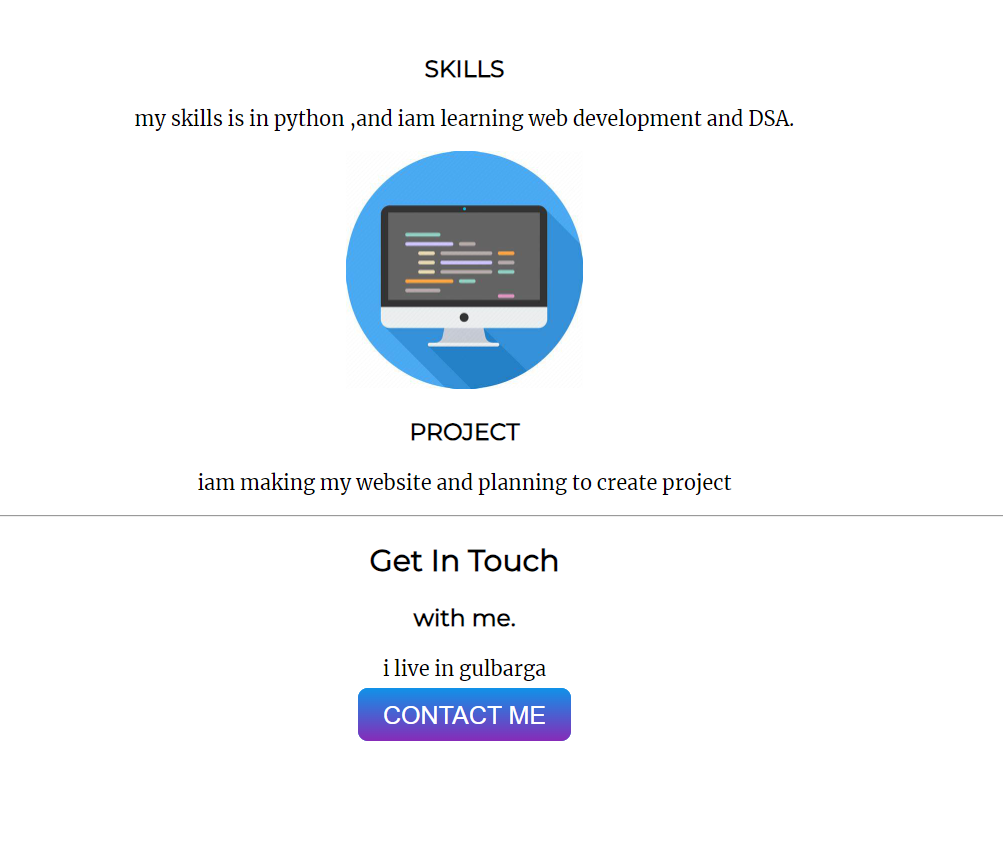 SKILLS
my skills is in python ,and iam learning web development and DSA.
PROJECT
iam making my website and planning to create project
Get In Touch
with me.
i live in gulbarga
CONTACT ME